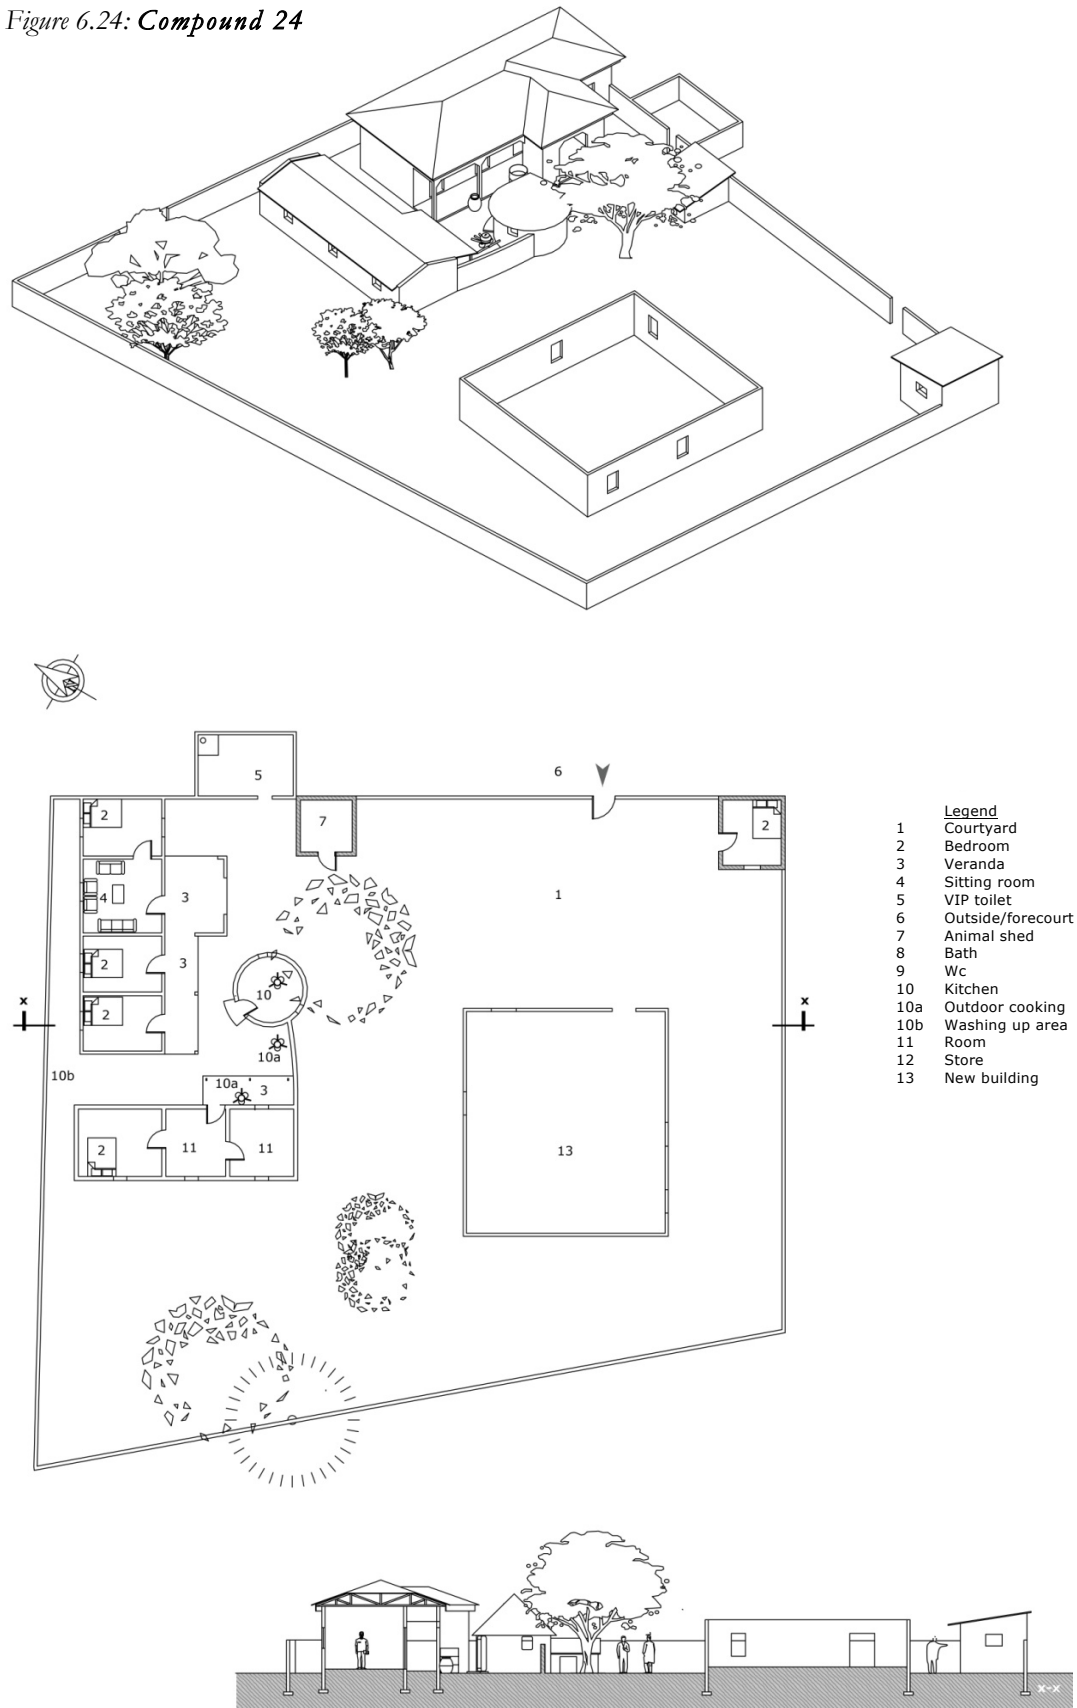 Figure 6.24: Compound 24
6
5
2
7
2
Legend
1 Courtyard
2 Bedroom
3 Veranda
4 Sitting room
5 VIP toilet
6 Outside/forecourt
7 Animal shed
8 Bath
9 Wc
10 Kitchen
10a Outdoor cooking
10b Washing up area
11 Room
12 Store
13 New building
4
3
1
2
3
10
x
2
x
10a
10b
10a
3
2
11
11
13
x-x